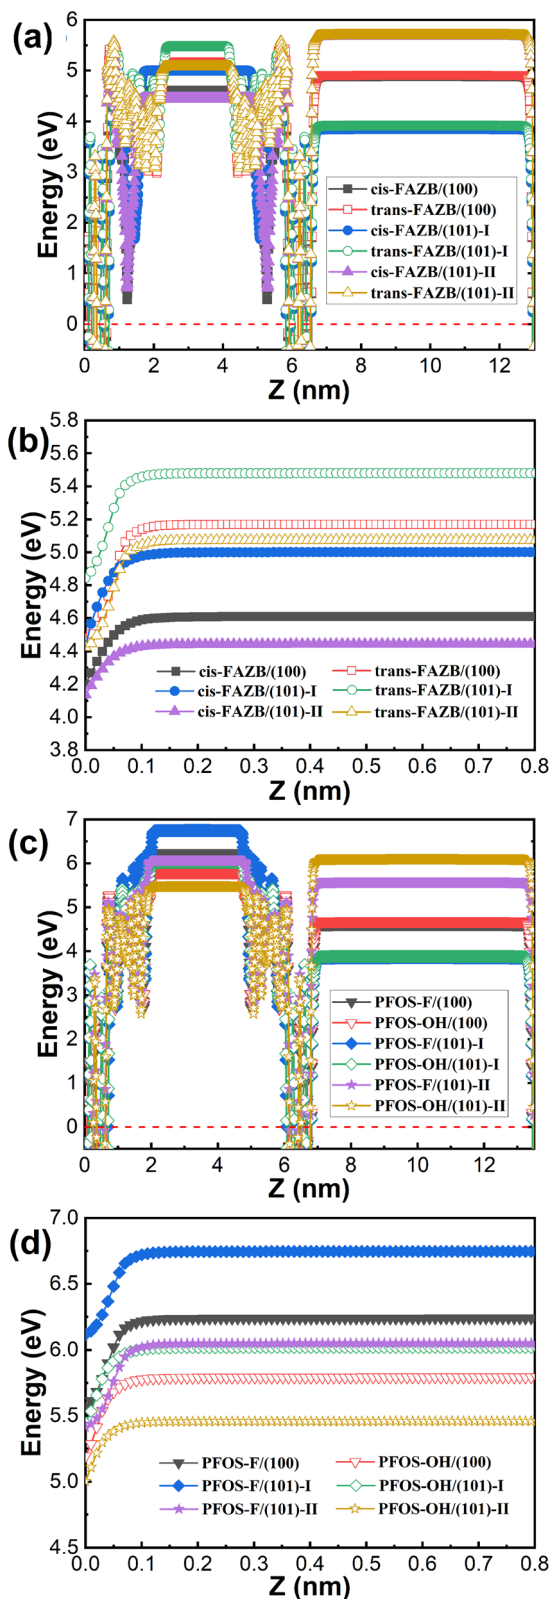 (a)
6
5
4
3
2
1
0
Energy (eV)
cis-FAZB/(100)
trans-FAZB/(100)
cis-FAZB/(101)-I
trans-FAZB/(101)-I
cis-FAZB/(101)-II
trans-FAZB/(101)-II
0 2 4 6 8 10 12
Z (nm)
(b)
5.8
5.4
5.0
4.6
4.4
4.2
3.8
Energy (eV)
cis-FAZB/(100) trans-FAZB/(100)
cis-FAZB/(101)-I trans-FAZB/(101)-I
cis-FAZB/(101)-II trans-FAZB/(101)-II
0.0 0.1 0.2 0.3 0.4 0.5 0.6 0.7 0.8
Z (nm)
(c)
7
6
5
4
3
2
1
0
Energy (eV)
PFOS-F/(100)
PFOS-OH/(100)
PFOS-F/(101)-I
PFOS-OH/(101)-I
PFOS-F/(101)-II
PFOS-OH/(101)-II
0 2 4 6 8 10 12
Z (nm)
(d)
7.0
6.5
6.0
5.5
5.0
4.5
Energy (eV)
PFOS-F/(100) PFOS-OH/(100)
PFOS-F/(101)-I PFOS-OH/(101)-I
PFOS-F/(101)-II PFOS-OH/(101)-II
0.0 0.1 0.2 0.3 0.4 0.5 0.6 0.7 0.8
Z (nm)